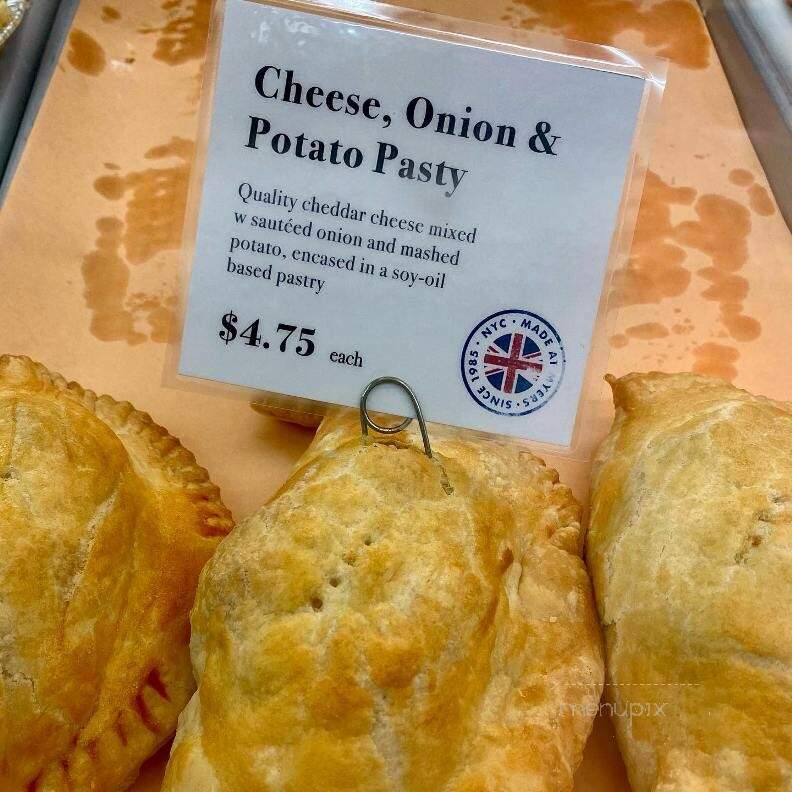 Cheese, Onion &
Potato Pasty
Quality cheddar cheese mixed
w sautéed onion and mashed
potato, encased in a soy-oil
based pastry
$4.75 each
NYC · MADE AT MYERS · SINCE 1985 ·
menupix